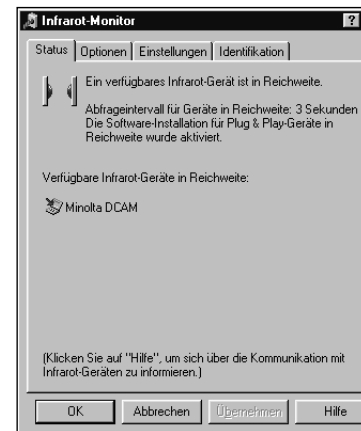 Infrarot-Monitor ?
Status Optionen Einstellungen Identifikation
Ein verfügbares Infrarot-Gerät ist in Reichweite.
Abfrageintervall für Geräte in Reichweite: 3 Sekunden
Die Software-Installation für Plug & Play-Geräte in
Reichweite wurde aktiviert.
Verfügbare Infrarot-Geräte in Reichweite:
Minolta DCAM
(Klicken Sie auf "Hilfe", um sich über die Kommunikation mit
Infrarot-Geräten zu informieren.)
OK Abbrechen Übernehmen Hilfe